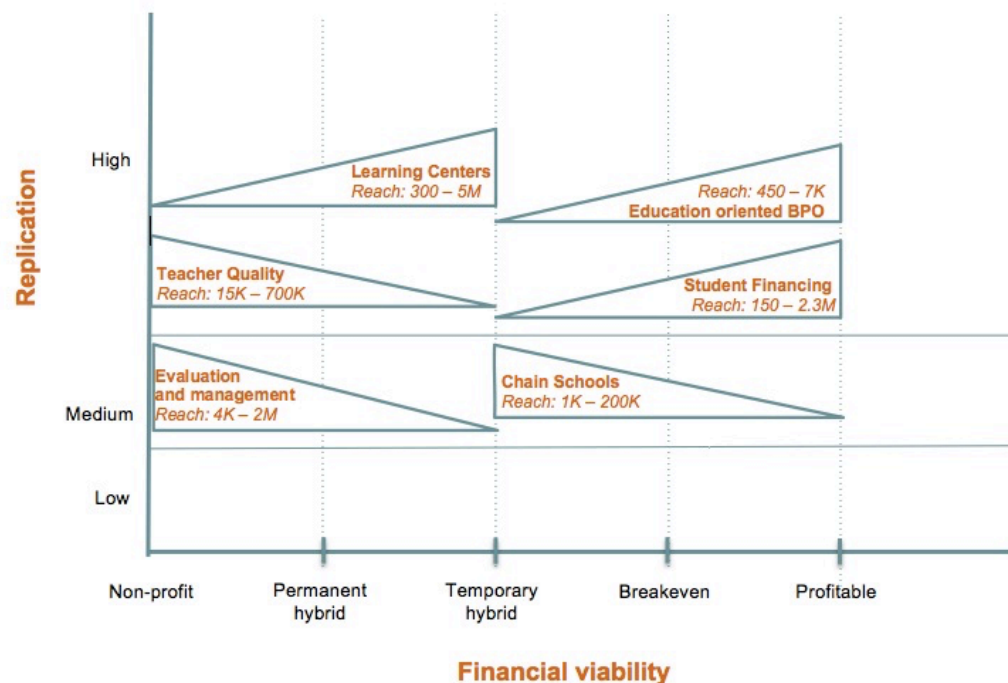 Replication
High
Learning Centers
Reach: 300 – 5M
Reach: 450 – 7K
Education oriented BPO
Teacher Quality
Reach: 15K – 700K
Student Financing
Reach: 150 – 2.3M
Medium
Evaluation
and management
Reach: 4K – 2M
Chain Schools
Reach: 1K – 200K
Low
Non-profit
Permanent
hybrid
Temporary
hybrid
Breakeven
Profitable
Financial viability